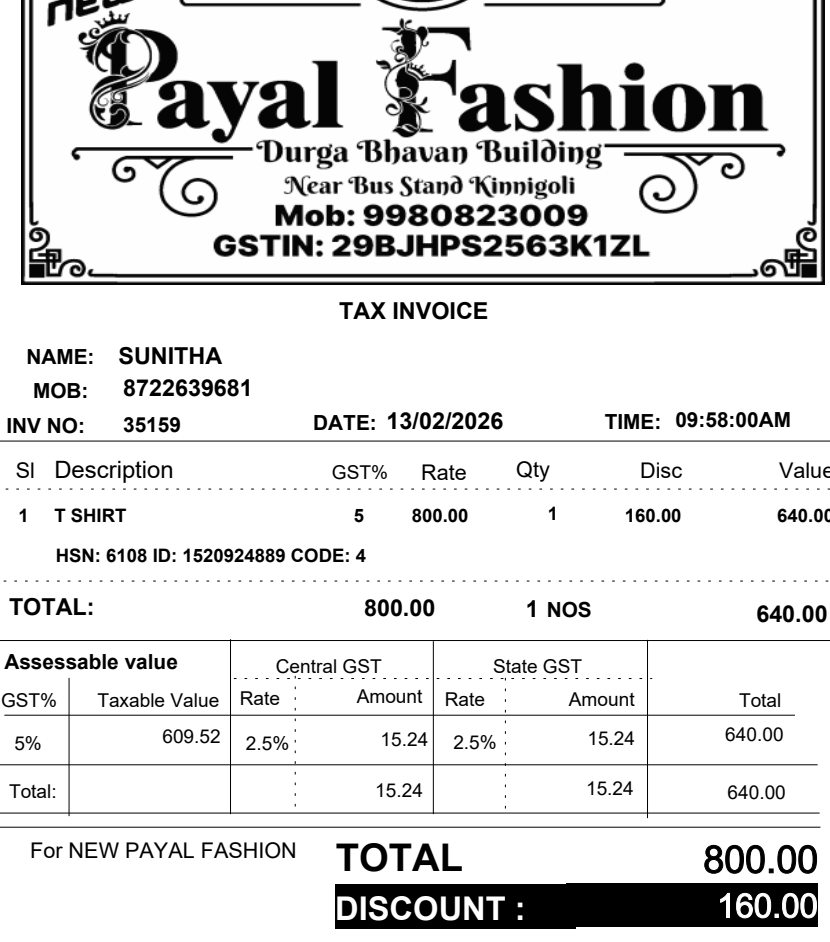 new
Payal Fashion
Durga Bhavan Building
Near Bus Stand Kinnigoli
Mob: 9980823009
GSTIN: 29BJHPS2563K1ZL
TAX INVOICE
NAME: SUNITHA
MOB: 8722639681
INV NO: 35159 DATE: 13/02/2026 TIME: 09:58:00AM
Sl Description GST% Rate Qty Disc Value
1 T SHIRT 5 800.00 1 160.00 640.00
HSN: 6108 ID: 1520924889 CODE: 4
TOTAL: 800.00 1 NOS 640.00
Assessable value Central GST State GST
GST% Taxable Value Rate Amount Rate Amount Total
5% 609.52 2.5% 15.24 2.5% 15.24 640.00
Total: 15.24 15.24 640.00
For NEW PAYAL FASHION TOTAL 800.00
DISCOUNT : 160.00